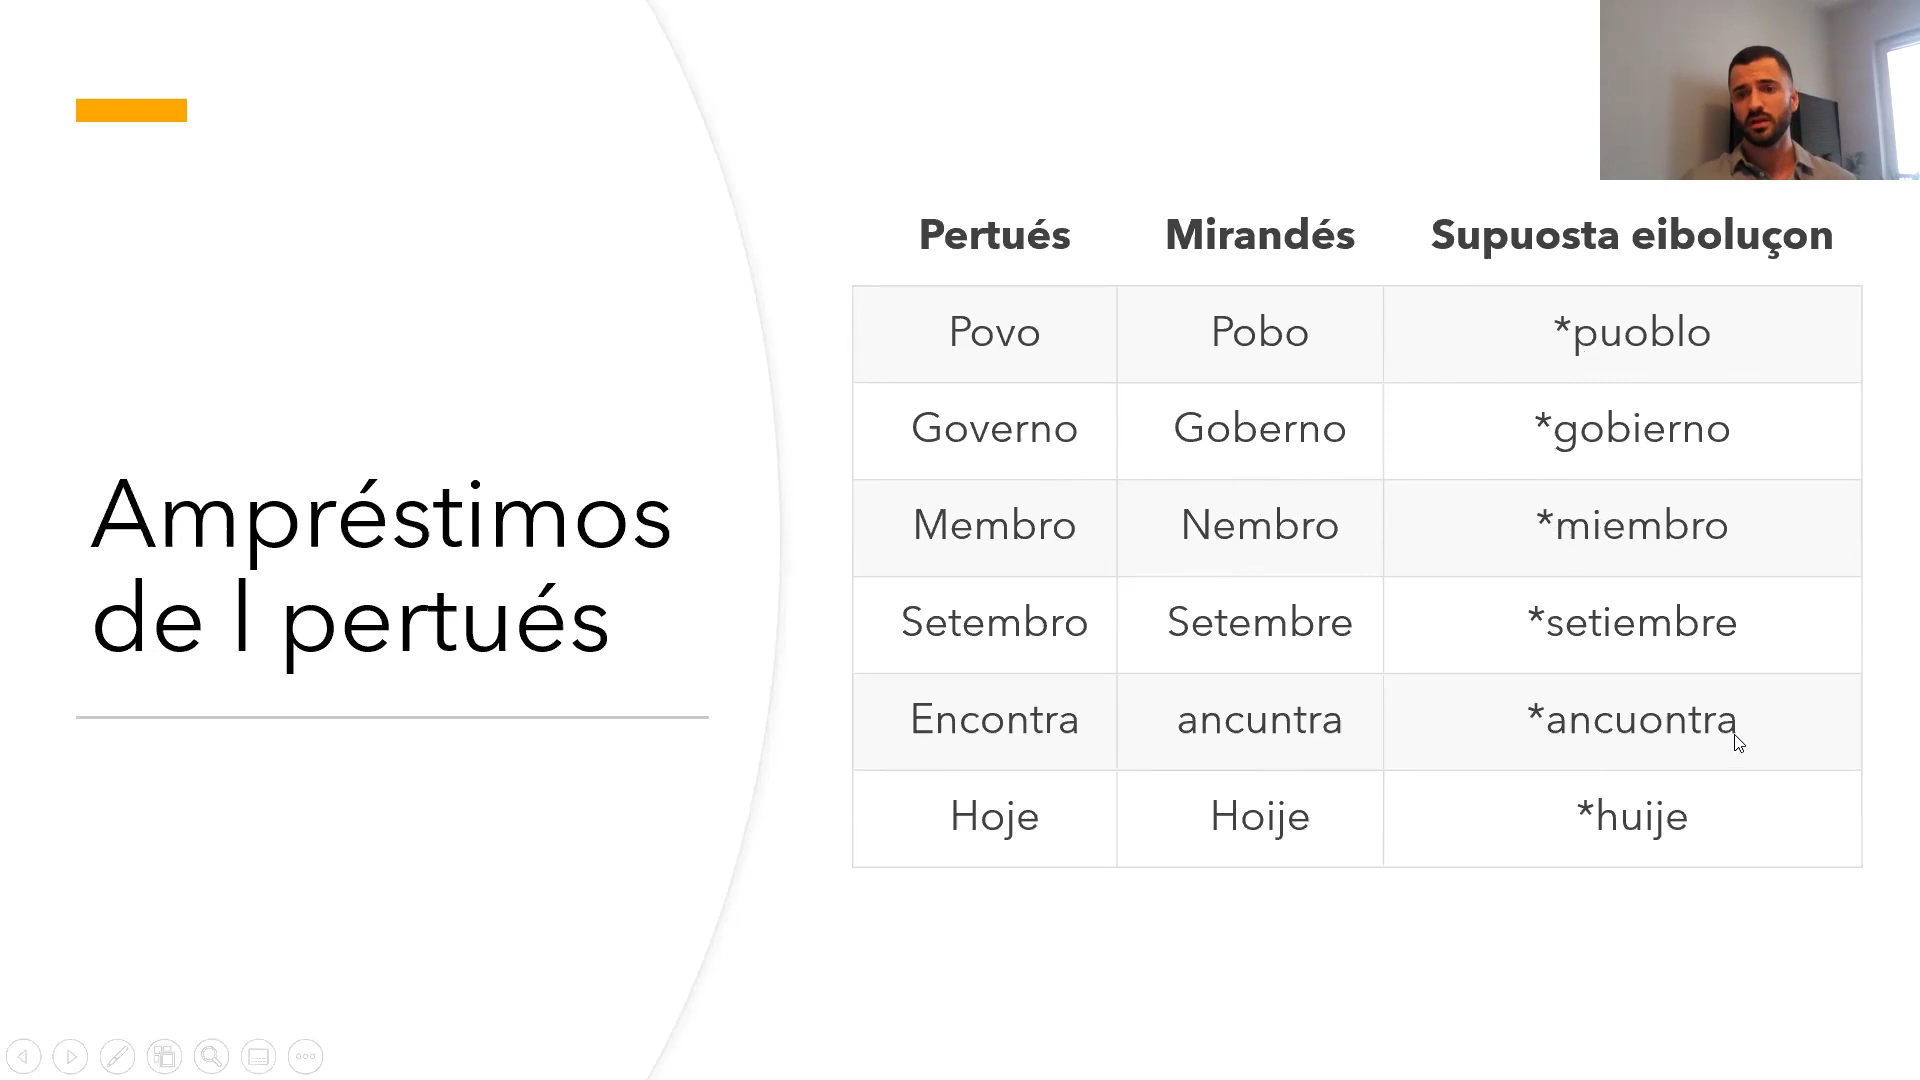 Ampréstimos
de l pertués
Pertués Mirandés Supuosta eiboluçon
Povo Pobo *puoblo
Governo Goberno *gobierno
Membro Nembro *miembro
Setembro Setembre *setiembre
Encontra ancuntra *ancuontra
Hoje Hoije *huije